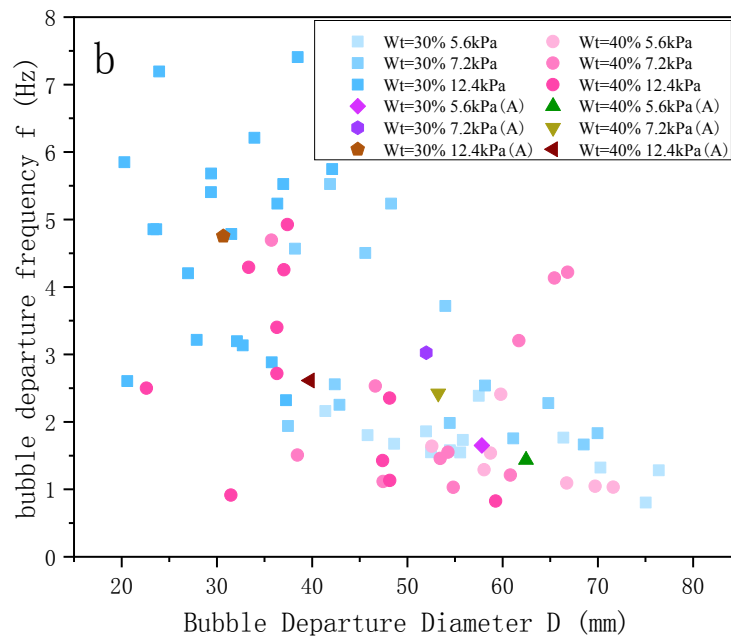 b
Wt=30% 5.6kPa
Wt=30% 7.2kPa
Wt=30% 12.4kPa
Wt=30% 5.6kPa(A)
Wt=30% 7.2kPa(A)
Wt=30% 12.4kPa(A)
Wt=40% 5.6kPa
Wt=40% 7.2kPa
Wt=40% 12.4kPa
Wt=40% 5.6kPa(A)
Wt=40% 7.2kPa(A)
Wt=40% 12.4kPa(A)
bubble departure frequency f (Hz)
8
7
6
5
4
3
2
1
0
20 30 40 50 60 70 80
Bubble Departure Diameter D (mm)